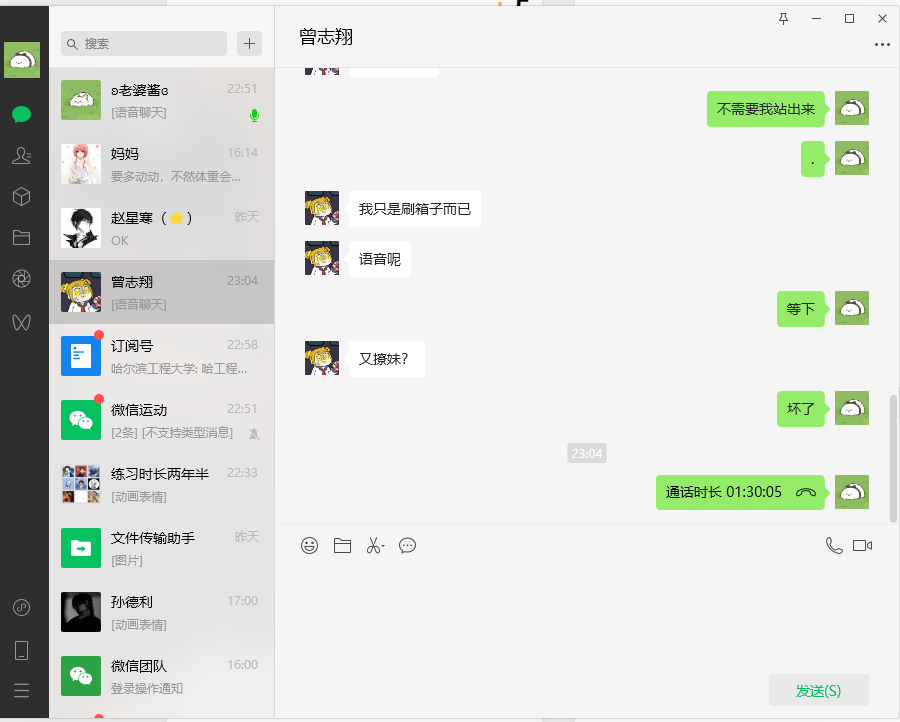 搜索
ʚ老婆酱ɞ
22:51
[语音聊天]
妈妈
16:14
要多动动，不然体重会...
赵星寒（⭐）
昨天
OK
曾志翔
23:04
[语音聊天]
订阅号
22:58
哈尔滨工程大学: 哈工程...
微信运动
22:51
[2条] [不支持类型消息]
练习时长两年半
22:33
[动画表情]
文件传输助手
昨天
[图片]
孙德利
17:00
[动画表情]
微信团队
16:00
登录操作通知
曾志翔
不需要我站出来
.
我只是刷箱子而已
语音呢
等下
又撩妹？
坏了
23:04
通话时长 01:30:05
发送(S)